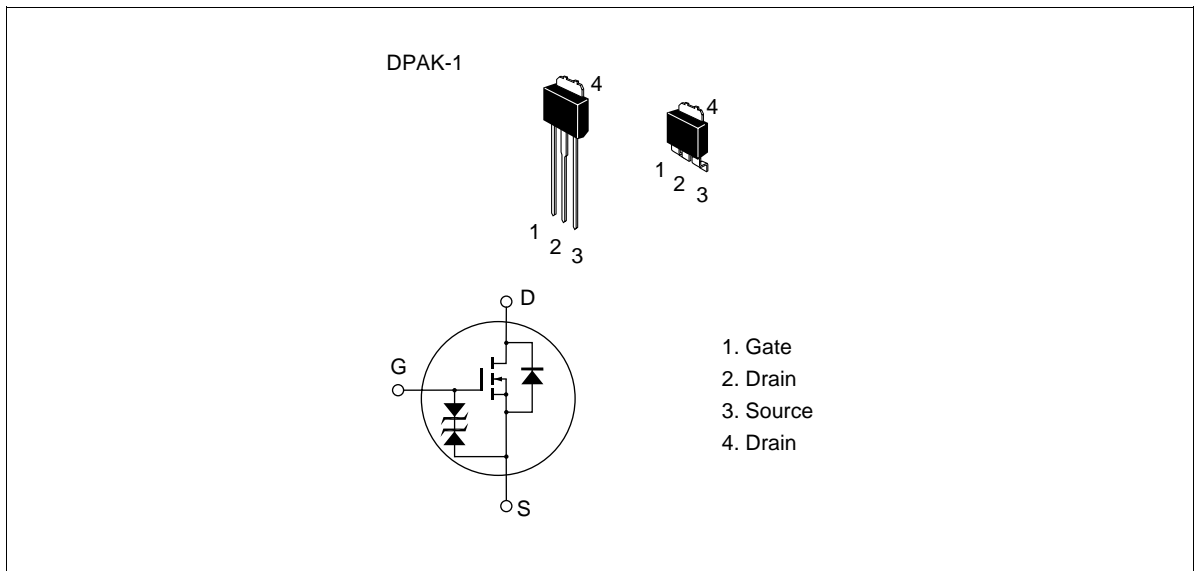 DPAK-1
4
4
1
2
3
1
2
3
D
G
S
1. Gate
2. Drain
3. Source
4. Drain